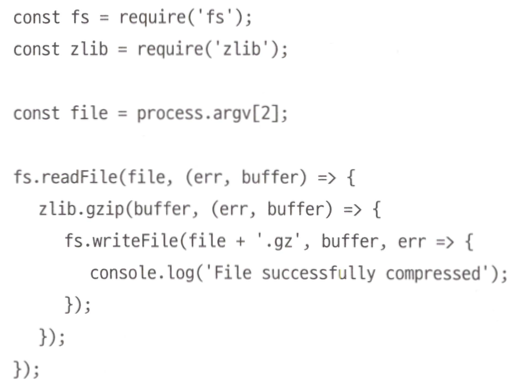 const fs = require('fs');
const zlib = require('zlib');

const file = process.argv[2];

fs.readFile(file, (err, buffer) => {
  zlib.gzip(buffer, (err, buffer) => {
    fs.writeFile(file + '.gz', buffer, err => {
      console.log('File successfully compressed');
    });
  });
});